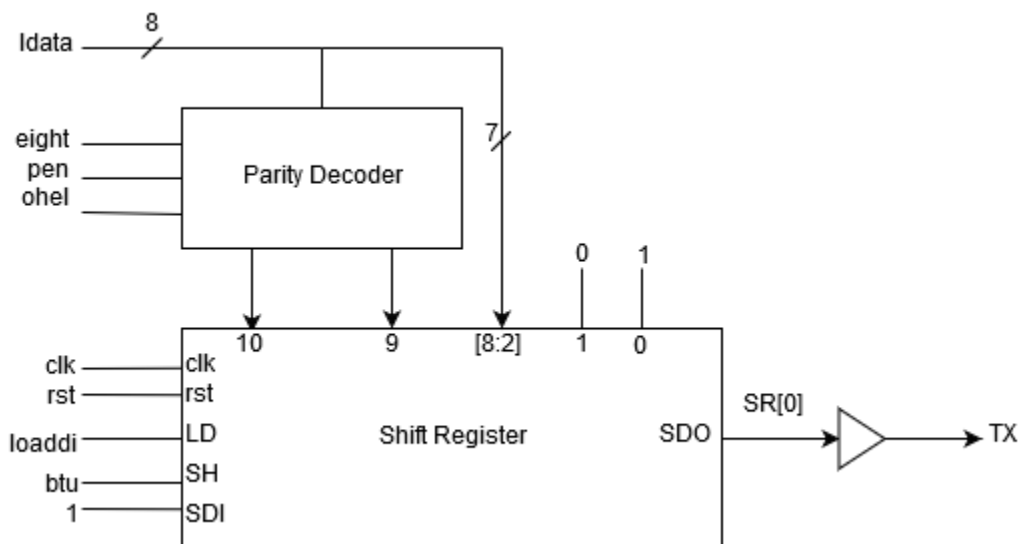 8
ldata
eight
pen
ohel
Parity Decoder
7
0 1
10 9 [8:2] 1 0
clk clk
rst rst
loaddi LD
btu SH
1 SDI
Shift Register
SDO
SR[0]
TX